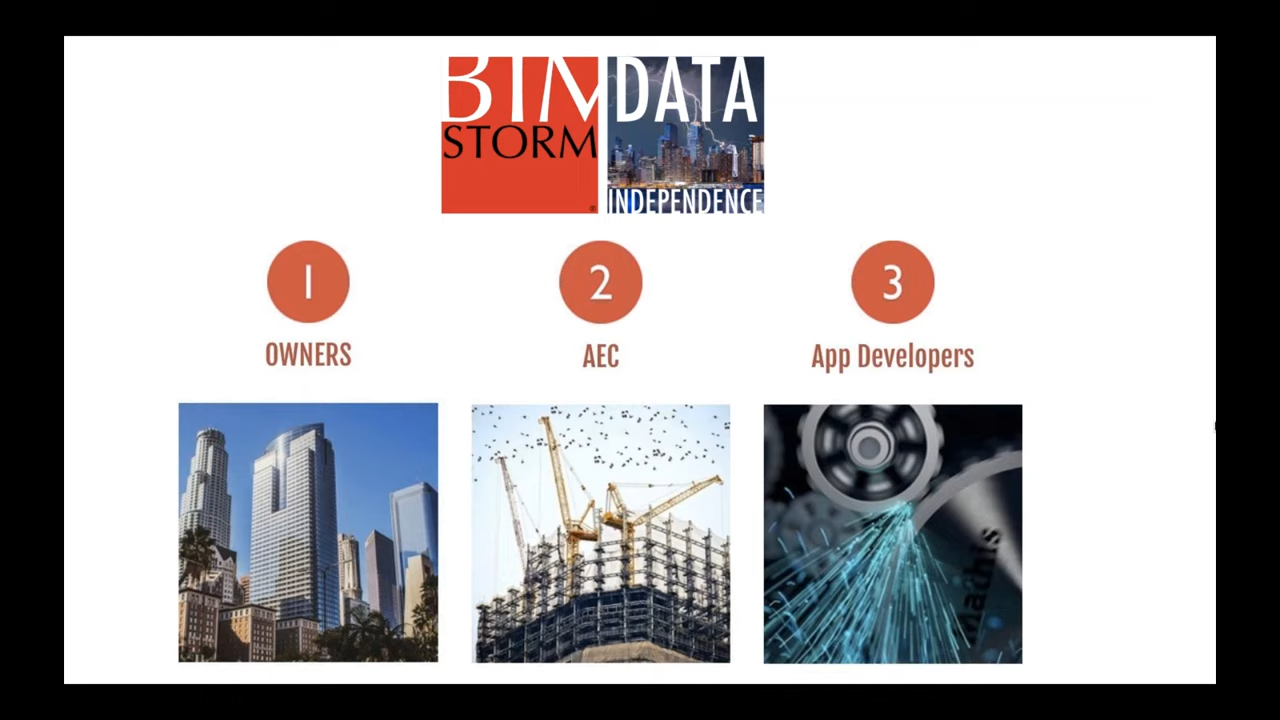 BIM
STORM
®
DATA
INDEPENDENCE
1
2
3
OWNERS
AEC
App Developers